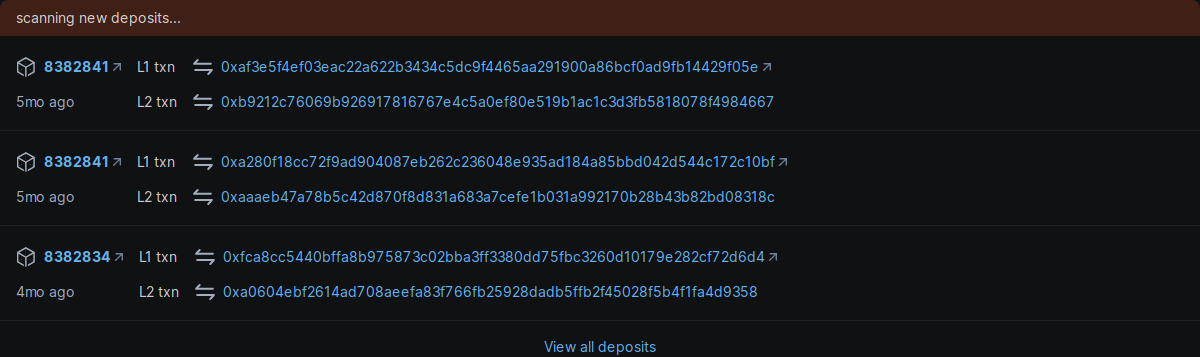 scanning new deposits...
8382841 L1 txn 0xaf3e5f4ef03eac22a622b3434c5dc9f4465aa291900a86bcf0ad9fb14429f05e
5mo ago L2 txn 0xb9212c76069b926917816767e4c5a0ef80e519b1ac1c3d3fb5818078f4984667
8382841 L1 txn 0xa280f18cc72f9ad904087eb262c236048e935ad184a85bbd042d544c172c10bf
5mo ago L2 txn 0xaaaeb47a78b5c42d870f8d831a683a7cefe1b031a992170b28b43b82bd08318c
8382834 L1 txn 0xfca8cc5440bffa8b975873c02bba3ff3380dd75fbc3260d10179e282cf72d6d4
4mo ago L2 txn 0xa0604ebf2614ad708aeefa83f766fb25928dadb5ffb2f45028f5b4f1fa4d9358
View all deposits